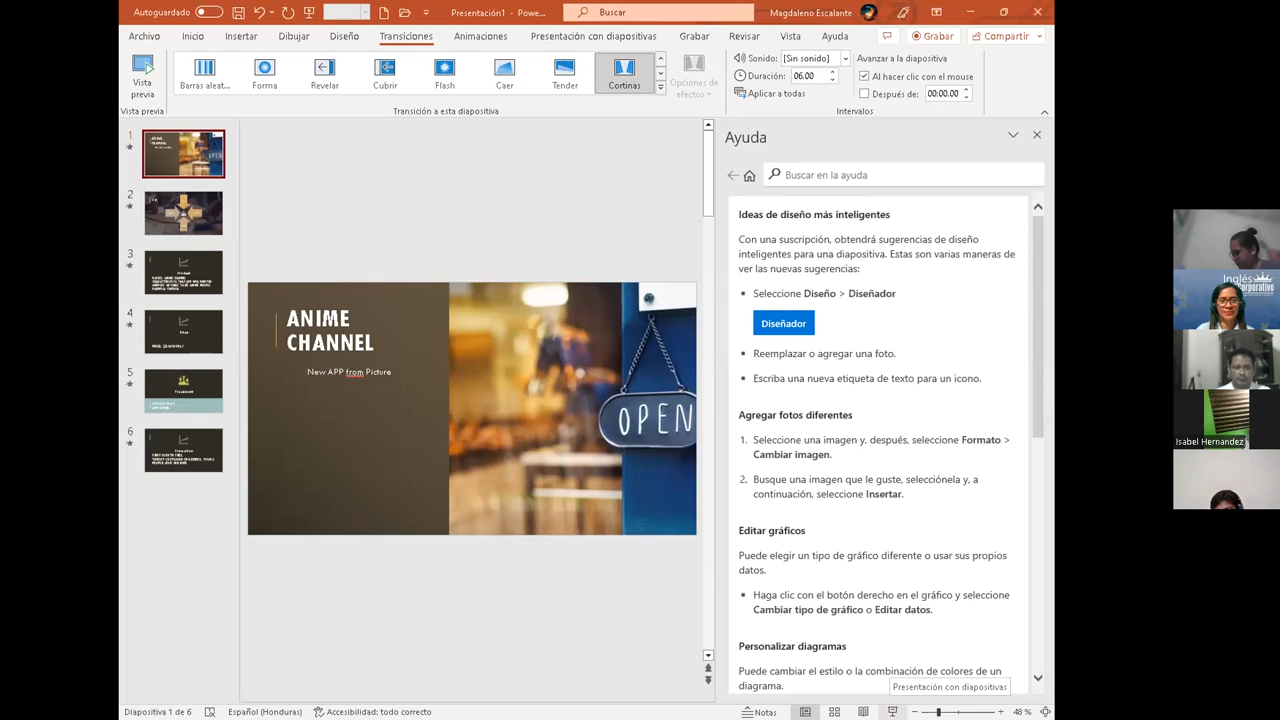 Autoguardado
Presentación1 - Powe...
Buscar
Magdaleno Escalante
Archivo
Inicio
Insertar
Dibujar
Diseño
Transiciones
Animaciones
Presentación con diapositivas
Grabar
Revisar
Vista
Ayuda
Grabar
Compartir
Vista
previa
Barras aleat...
Forma
Revelar
Cubrir
Flash
Caer
Tender
Cortinas
Opciones de
efectos
Sonido: [Sin sonido]
Duración: 06.00
Aplicar a todas
Avanzar a la diapositiva
Al hacer clic con el mouse
Después de: 00:00.00
Vista previa
Transición a esta diapositiva
Intervalos
1
2
3
4
5
6
ANIME
CHANNEL
New APP from Picture
OPEN
Ayuda
Buscar en la ayuda
Ideas de diseño más inteligentes
Con una suscripción, obtendrá sugerencias de diseño
inteligentes para una diapositiva. Estas son varias maneras de
ver las nuevas sugerencias:
Seleccione Diseño > Diseñador
Diseñador
Reemplazar o agregar una foto.
Escriba una nueva etiqueta de texto para un icono.
Agregar fotos diferentes
1. Seleccione una imagen y, después, seleccione Formato >
Cambiar imagen.
2. Busque una imagen que le guste, selecciónela y, a
continuación, seleccione Insertar.
Editar gráficos
Puede elegir un tipo de gráfico diferente o usar sus propios
datos.
Haga clic con el botón derecho en el gráfico y seleccione
Cambiar tipo de gráfico o Editar datos.
Personalizar diagramas
Puede cambiar el estilo o la combinación de colores de un
diagrama.
Presentación con diapositivas
Inglés
Corporativo
Isabel Hernandez
Diapositiva 1 de 6
Español (Honduras)
Accesibilidad: todo correcto
Notas
48 %